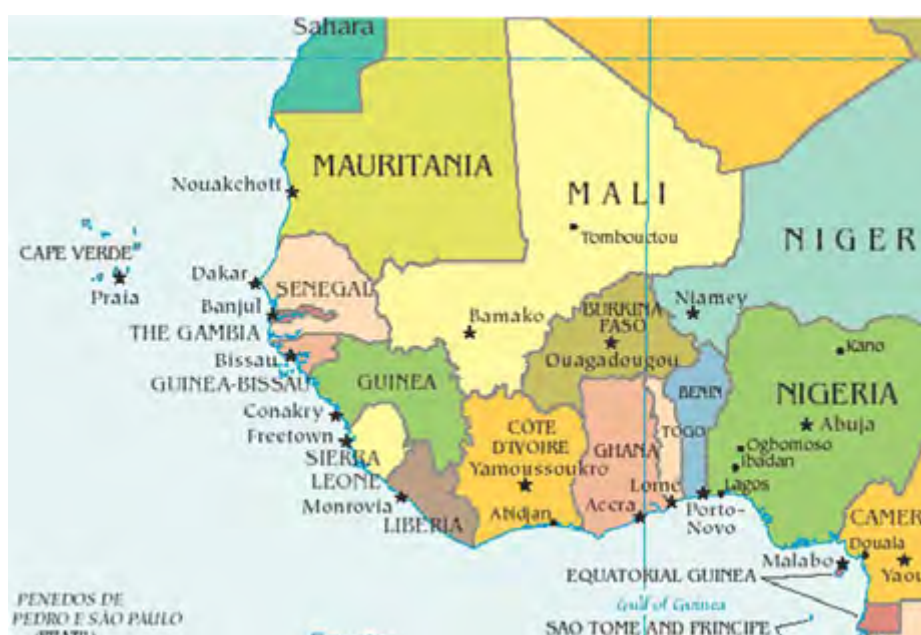 Sahara
MAURITANIA
MALI
Nouakchott
Tombouctou
NIGER
CAPE VERDE
Praia
Dakar
SENEGAL
Banjul
THE GAMBIA
Bamako
BURKINA
FASO
Niamey
Ouagadougou
Bissau
GUINEA-BISSAU
GUINEA
Kano
BENIN
NIGERIA
Conakry
Freetown
SIERRA
LEONE
CÔTE
D'IVOIRE
Yamoussoukro
GHANA
TOGO
Abuja
Ogbomoso
Ibadan
Lagos
Monrovia
LIBERIA
Abidjan
Accra
Lome
Porto-
Novo
CAMER
Douala
Malabo
Yaou
EQUATORIAL GUINEA
Gulf of Guinea
SAO TOME AND PRINCIPE
PENEDOS DE
PEDRO E SÃO PAULO